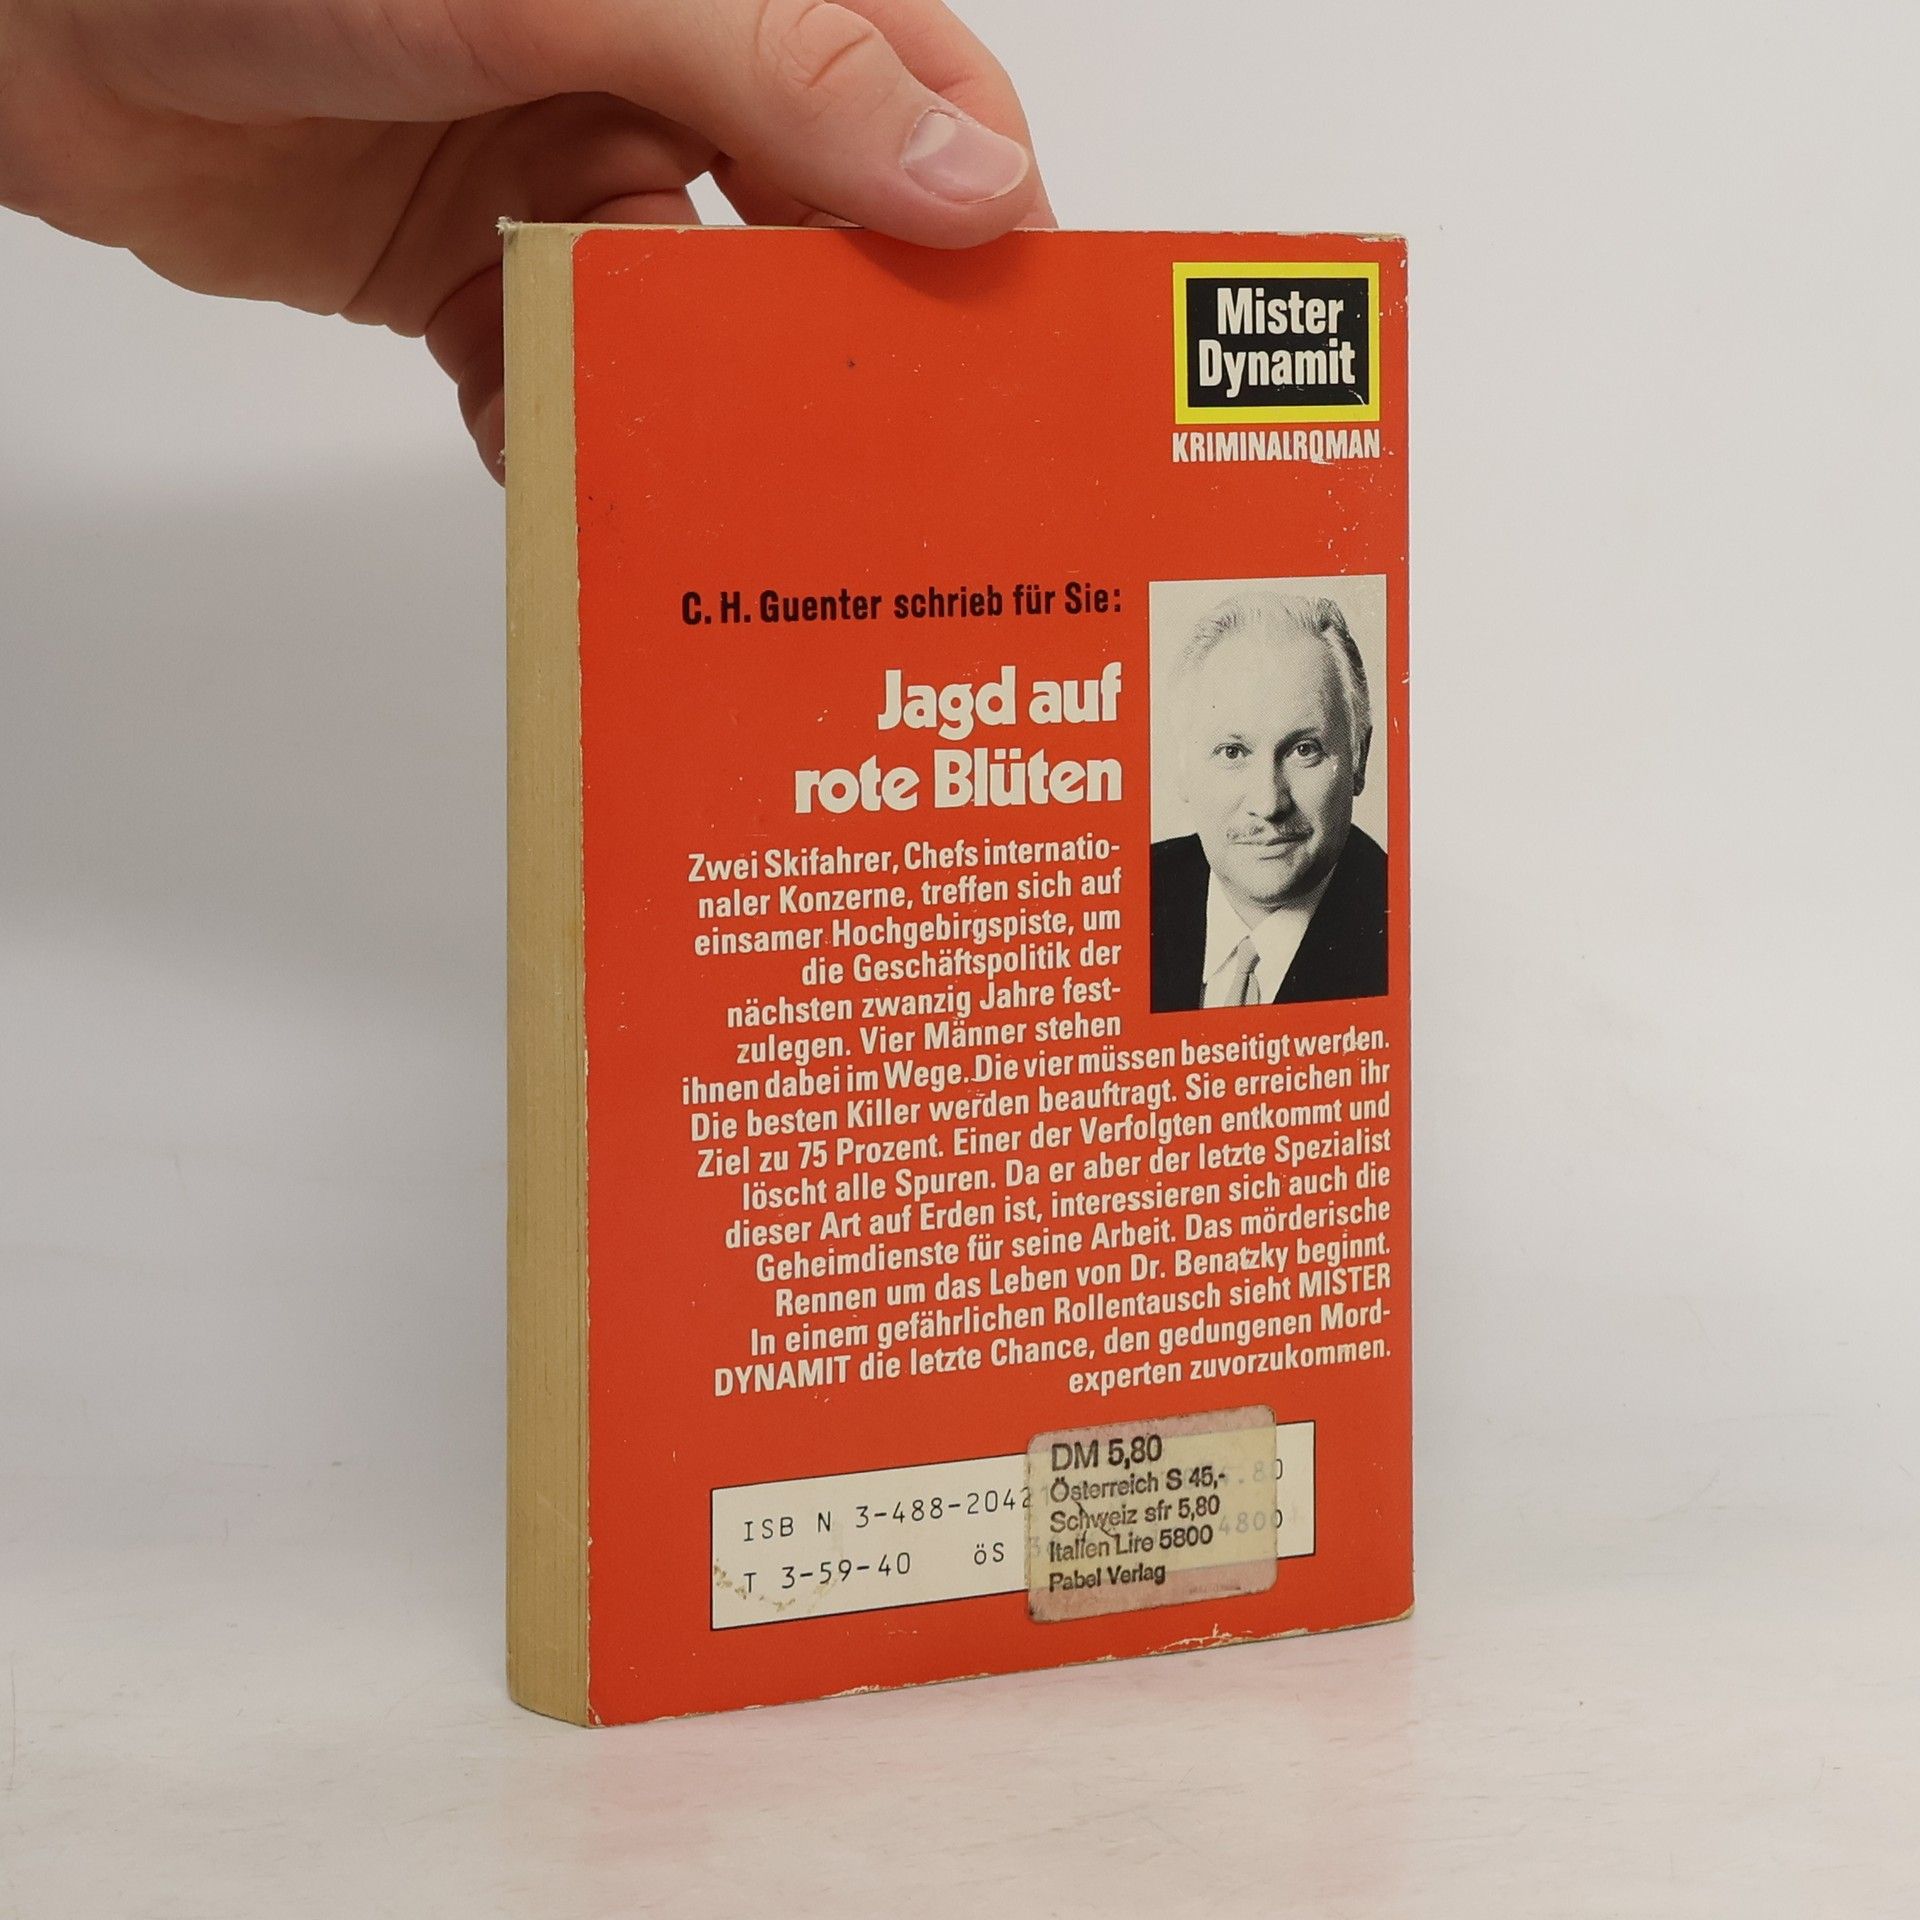 Mister
Dynamit
KRIMINALROMAN
C. H. Guenter schrieb für Sie:
Jagd auf
rote Blüten
Zwei Skifahrer, Chefs internatio-
naler Konzerne, treffen sich auf
einsamer Hochgebirgspiste, um
die Geschäftspolitik der
nächsten zwanzig Jahre fest-
zulegen. Vier Männer stehen
ihnen dabei im Wege. Die vier müssen beseitigt werden.
Die besten Killer werden beauftragt. Sie erreichen ihr
Ziel zu 75 Prozent. Einer der Verfolgten entkommt und
löscht alle Spuren. Da er aber der letzte Spezialist
dieser Art auf Erden ist, interessieren sich auch die
Geheimdienste für seine Arbeit. Das mörderische
Rennen um das Leben von Dr. Benatzky beginnt.
In einem gefährlichen Rollentausch sieht MISTER
DYNAMIT die letzte Chance, den gedungenen Mord-
experten zuvorzukommen.
ISB N 3-488-2042
T 3-59-40 öS
DM 5,80
Österreich S 45,-
Schweiz sfr 5,80
Italien Lire 5800
Pabel Verlag